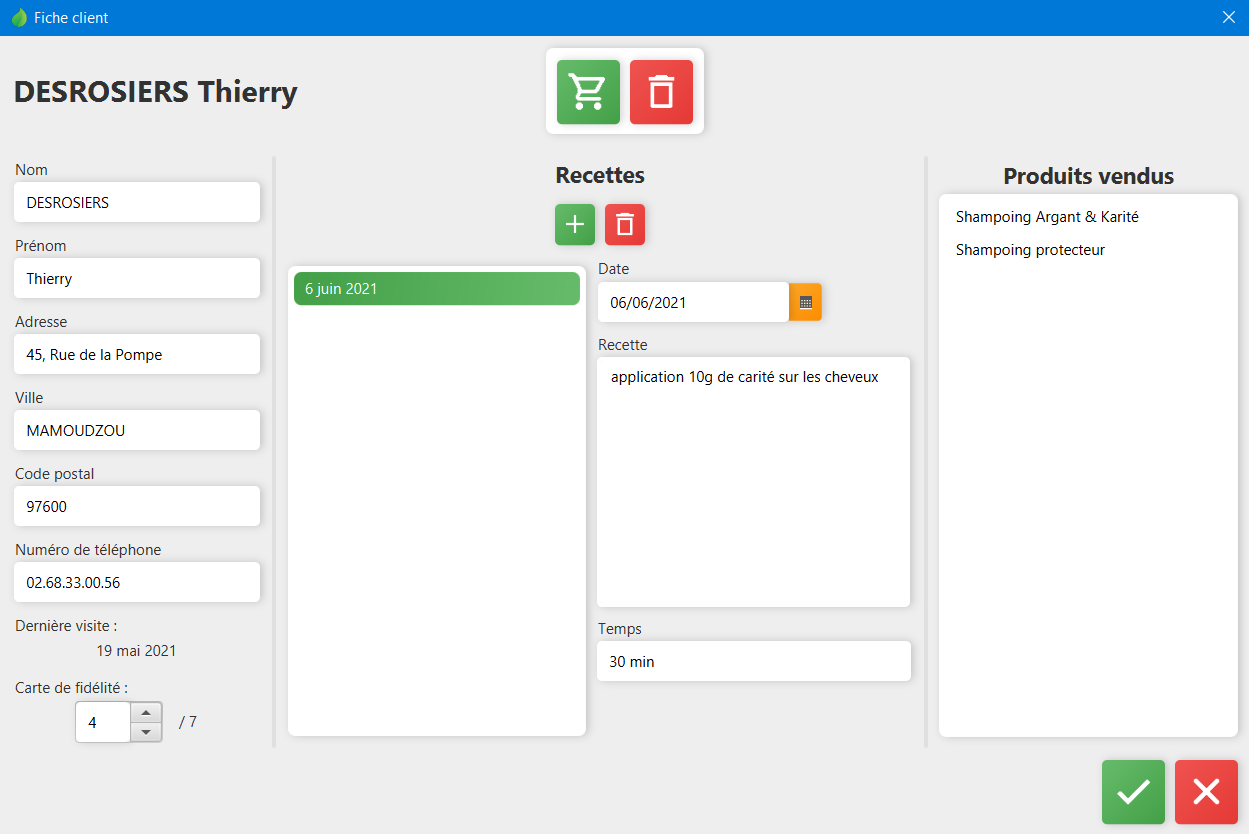 Fiche client
DESROSIERS Thierry
Nom
DESROSIERS
Prénom
Thierry
Adresse
45, Rue de la Pompe
Ville
MAMOUDZOU
Code postal
97600
Numéro de téléphone
02.68.33.00.56
Dernière visite :
19 mai 2021
Carte de fidélité :
4 / 7
Recettes
6 juin 2021
Date
06/06/2021
Recette
application 10g de carité sur les cheveux
Temps
30 min
Produits vendus
Shampoing Argant & Karité
Shampoing protecteur